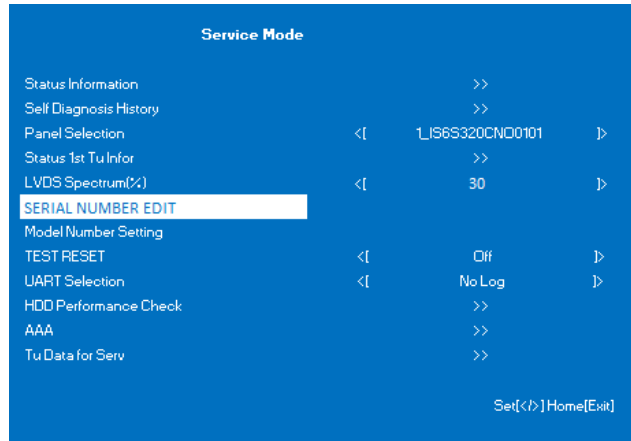 Service Mode
Status Information >>
Self Diagnosis History >>
Panel Selection <[ 1_IS6S320CNO0101 ]>
Status 1st Tu Infor >>
LVDS Spectrum(%) <[ 30 ]>
SERIAL NUMBER EDIT
Model Number Setting
TEST RESET <[ Off ]>
UART Selection <[ No Log ]>
HDD Performance Check >>
AAA >>
Tu Data for Serv >>
Set[</>] Home[Exit]